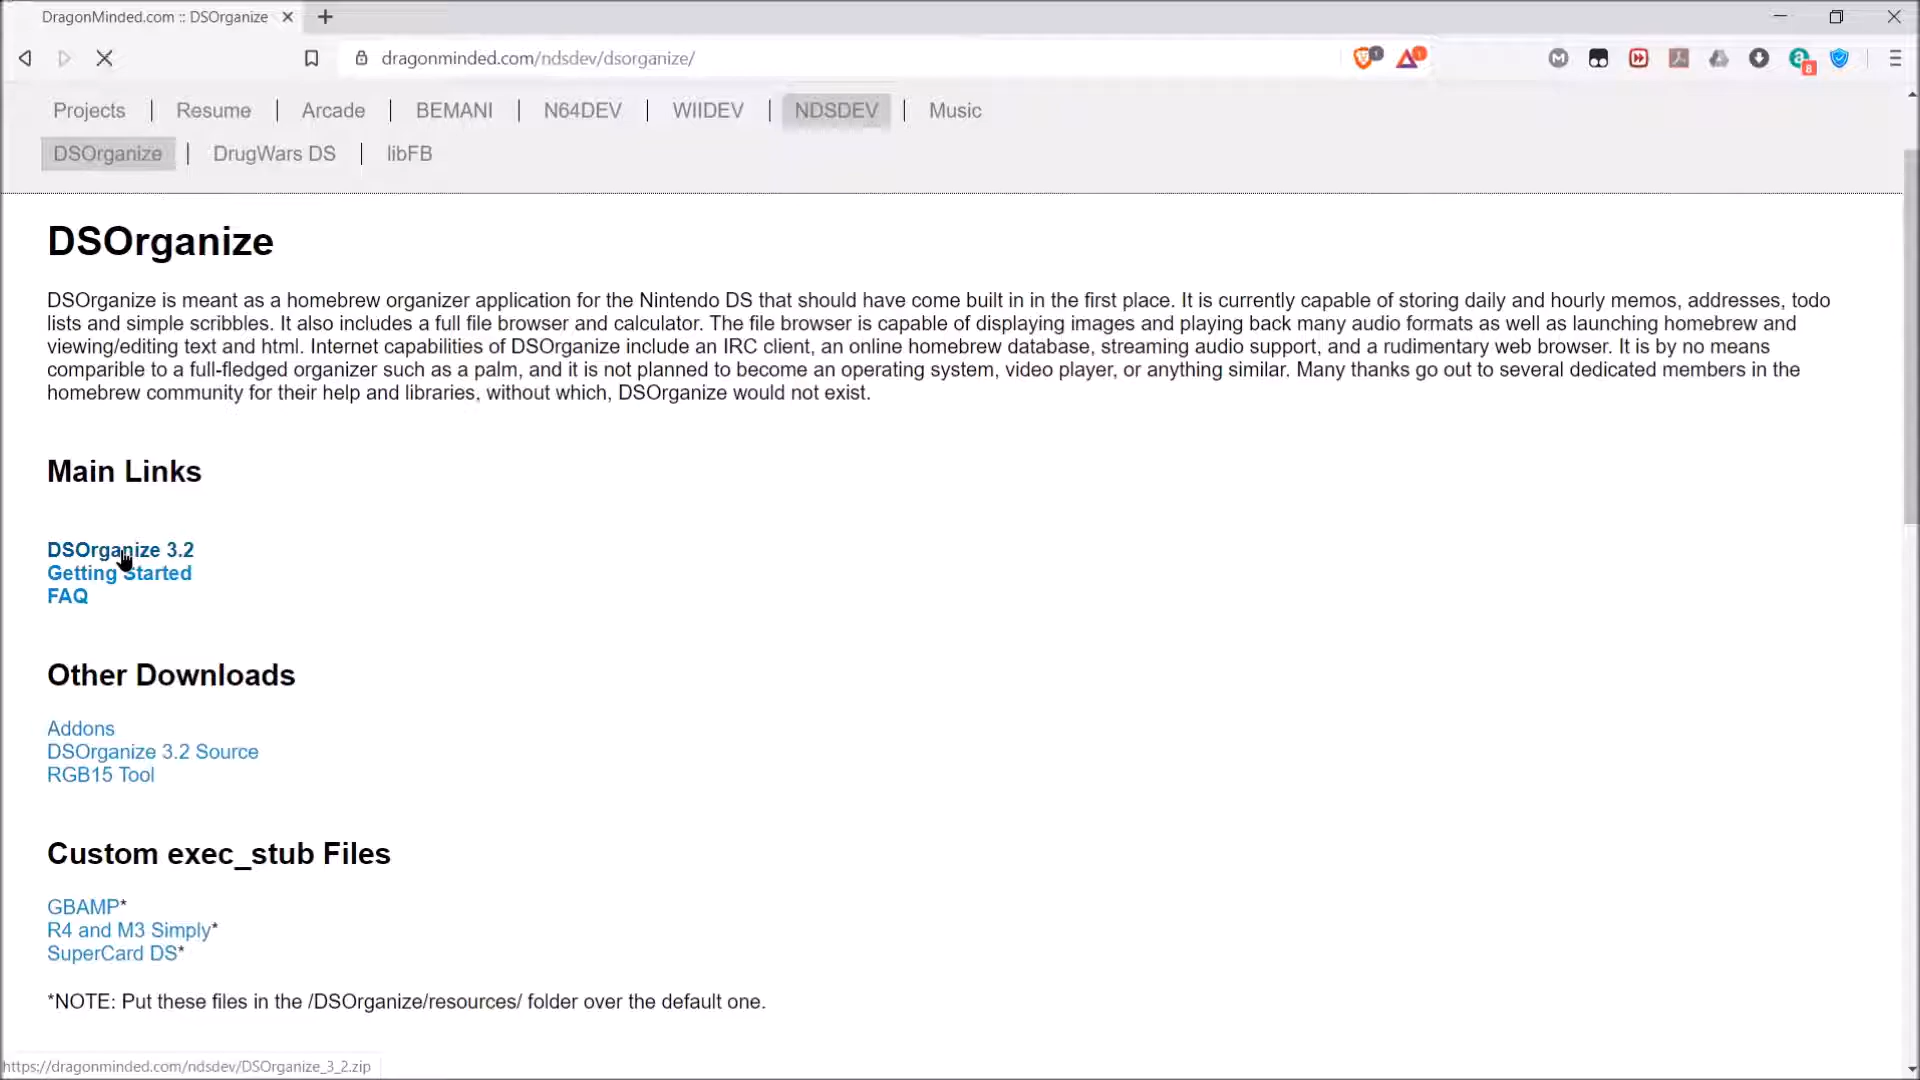 DragonMinded.com :: DSOrganize
dragonminded.com/ndsdev/dsorganize/
1
1
8
Projects | Resume | Arcade | BEMANI | N64DEV | WIIDEV | NDSDEV | Music
DSOrganize | DrugWars DS | libFB
DSOrganize
DSOrganize is meant as a homebrew organizer application for the Nintendo DS that should have come built in in the first place. It is currently capable of storing daily and hourly memos, addresses, todo
lists and simple scribbles. It also includes a full file browser and calculator. The file browser is capable of displaying images and playing back many audio formats as well as launching homebrew and
viewing/editing text and html. Internet capabilities of DSOrganize include an IRC client, an online homebrew database, streaming audio support, and a rudimentary web browser. It is by no means
comparible to a full-fledged organizer such as a palm, and it is not planned to become an operating system, video player, or anything similar. Many thanks go out to several dedicated members in the
homebrew community for their help and libraries, without which, DSOrganize would not exist.
Main Links
DSOrganize 3.2
Getting Started
FAQ
Other Downloads
Addons
DSOrganize 3.2 Source
RGB15 Tool
Custom exec_stub Files
GBAMP*
R4 and M3 Simply*
SuperCard DS*
*NOTE: Put these files in the /DSOrganize/resources/ folder over the default one.
https://dragonminded.com/ndsdev/DSOrganize_3_2.zip